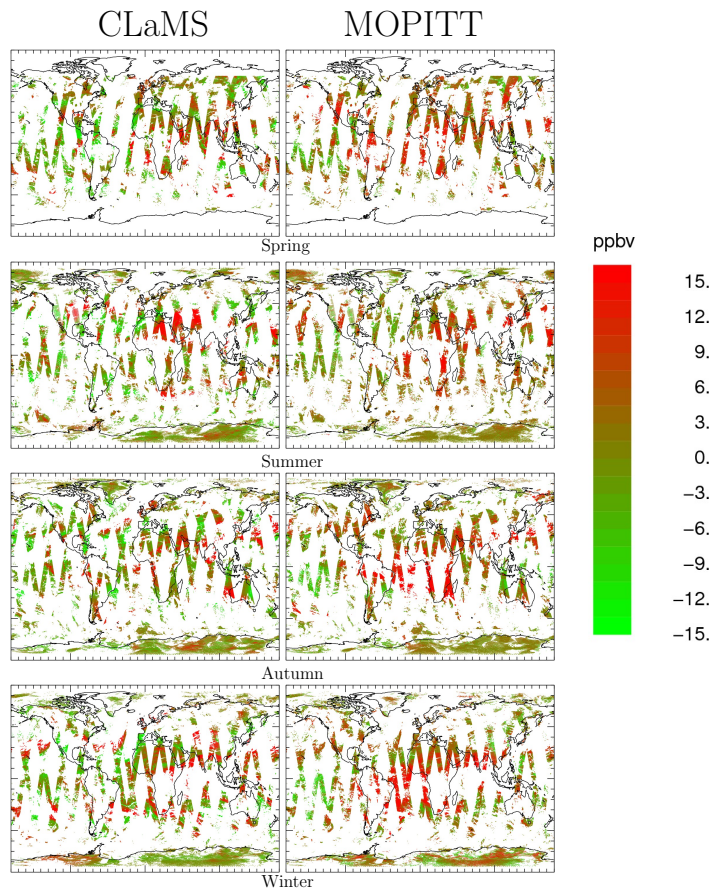 CLaMS MOPITT
Spring
ppbv
15.
12.
9.
6.
3.
0.
−3.
−6.
−9.
−12.
−15.
Summer
Autumn
Winter